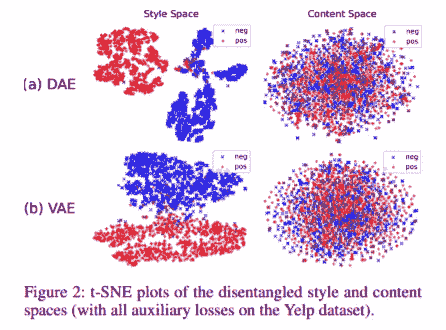 Style Space
Content Space
neg
pos
neg
pos
(a) DAE
neg
pos
neg
pos
(b) VAE
Figure 2: t-SNE plots of the disentangled style and content
spaces (with all auxiliary losses on the Yelp dataset).